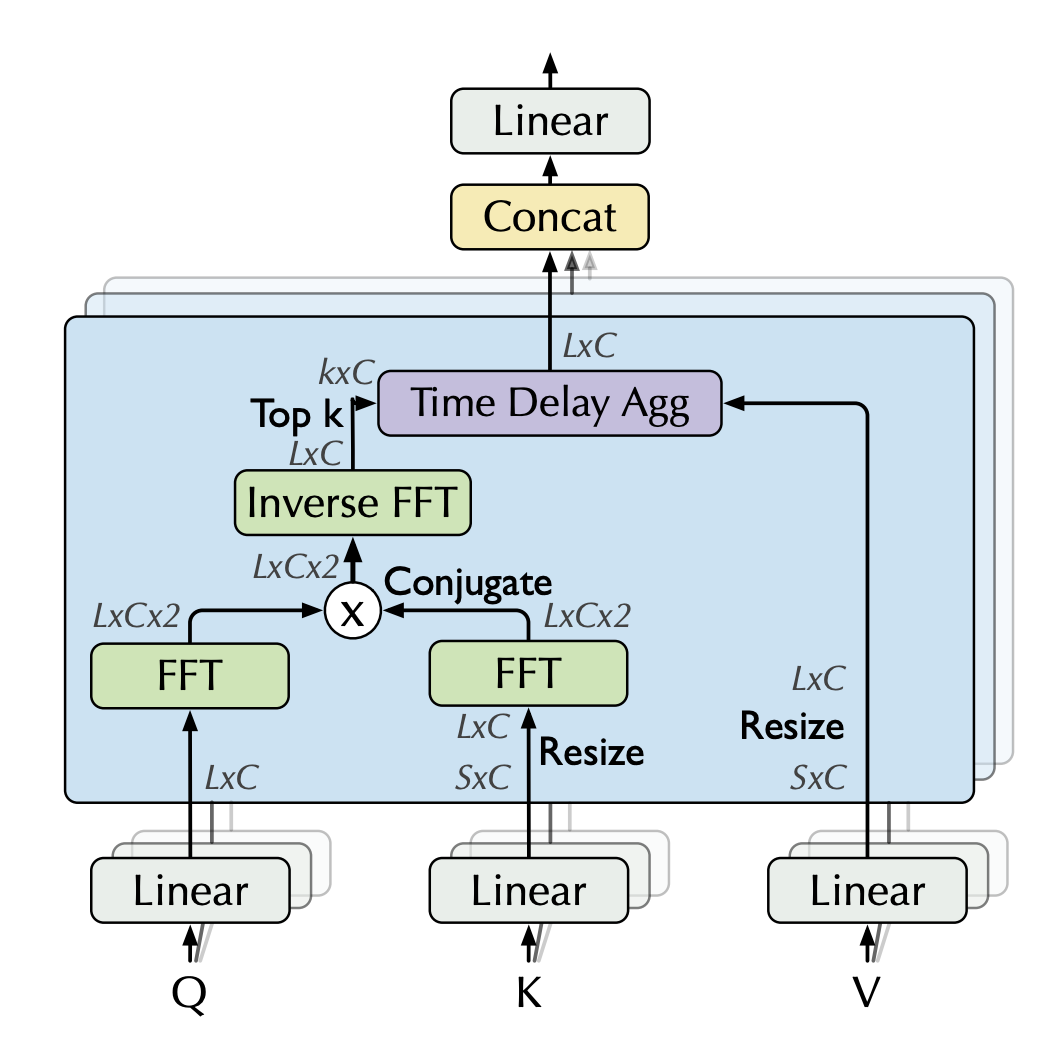 Linear
Concat
LxC
kxC
Time Delay Agg
Top k
LxC
Inverse FFT
LxCx2
Conjugate
LxCx2
x
LxCx2
FFT
FFT
LxC
LxC
Resize
Resize
LxC
SxC
SxC
Linear
Linear
Linear
Q
K
V